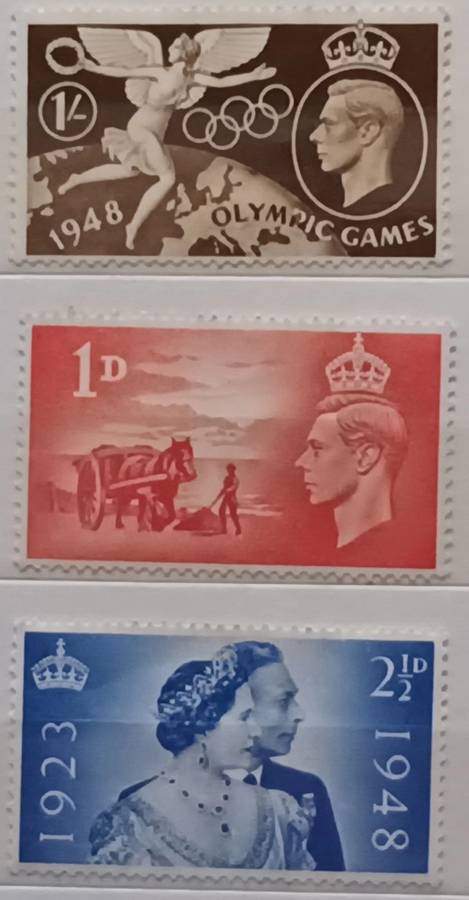 1/-
1948
OLYMPIC GAMES
1D
2½D
1923
1948